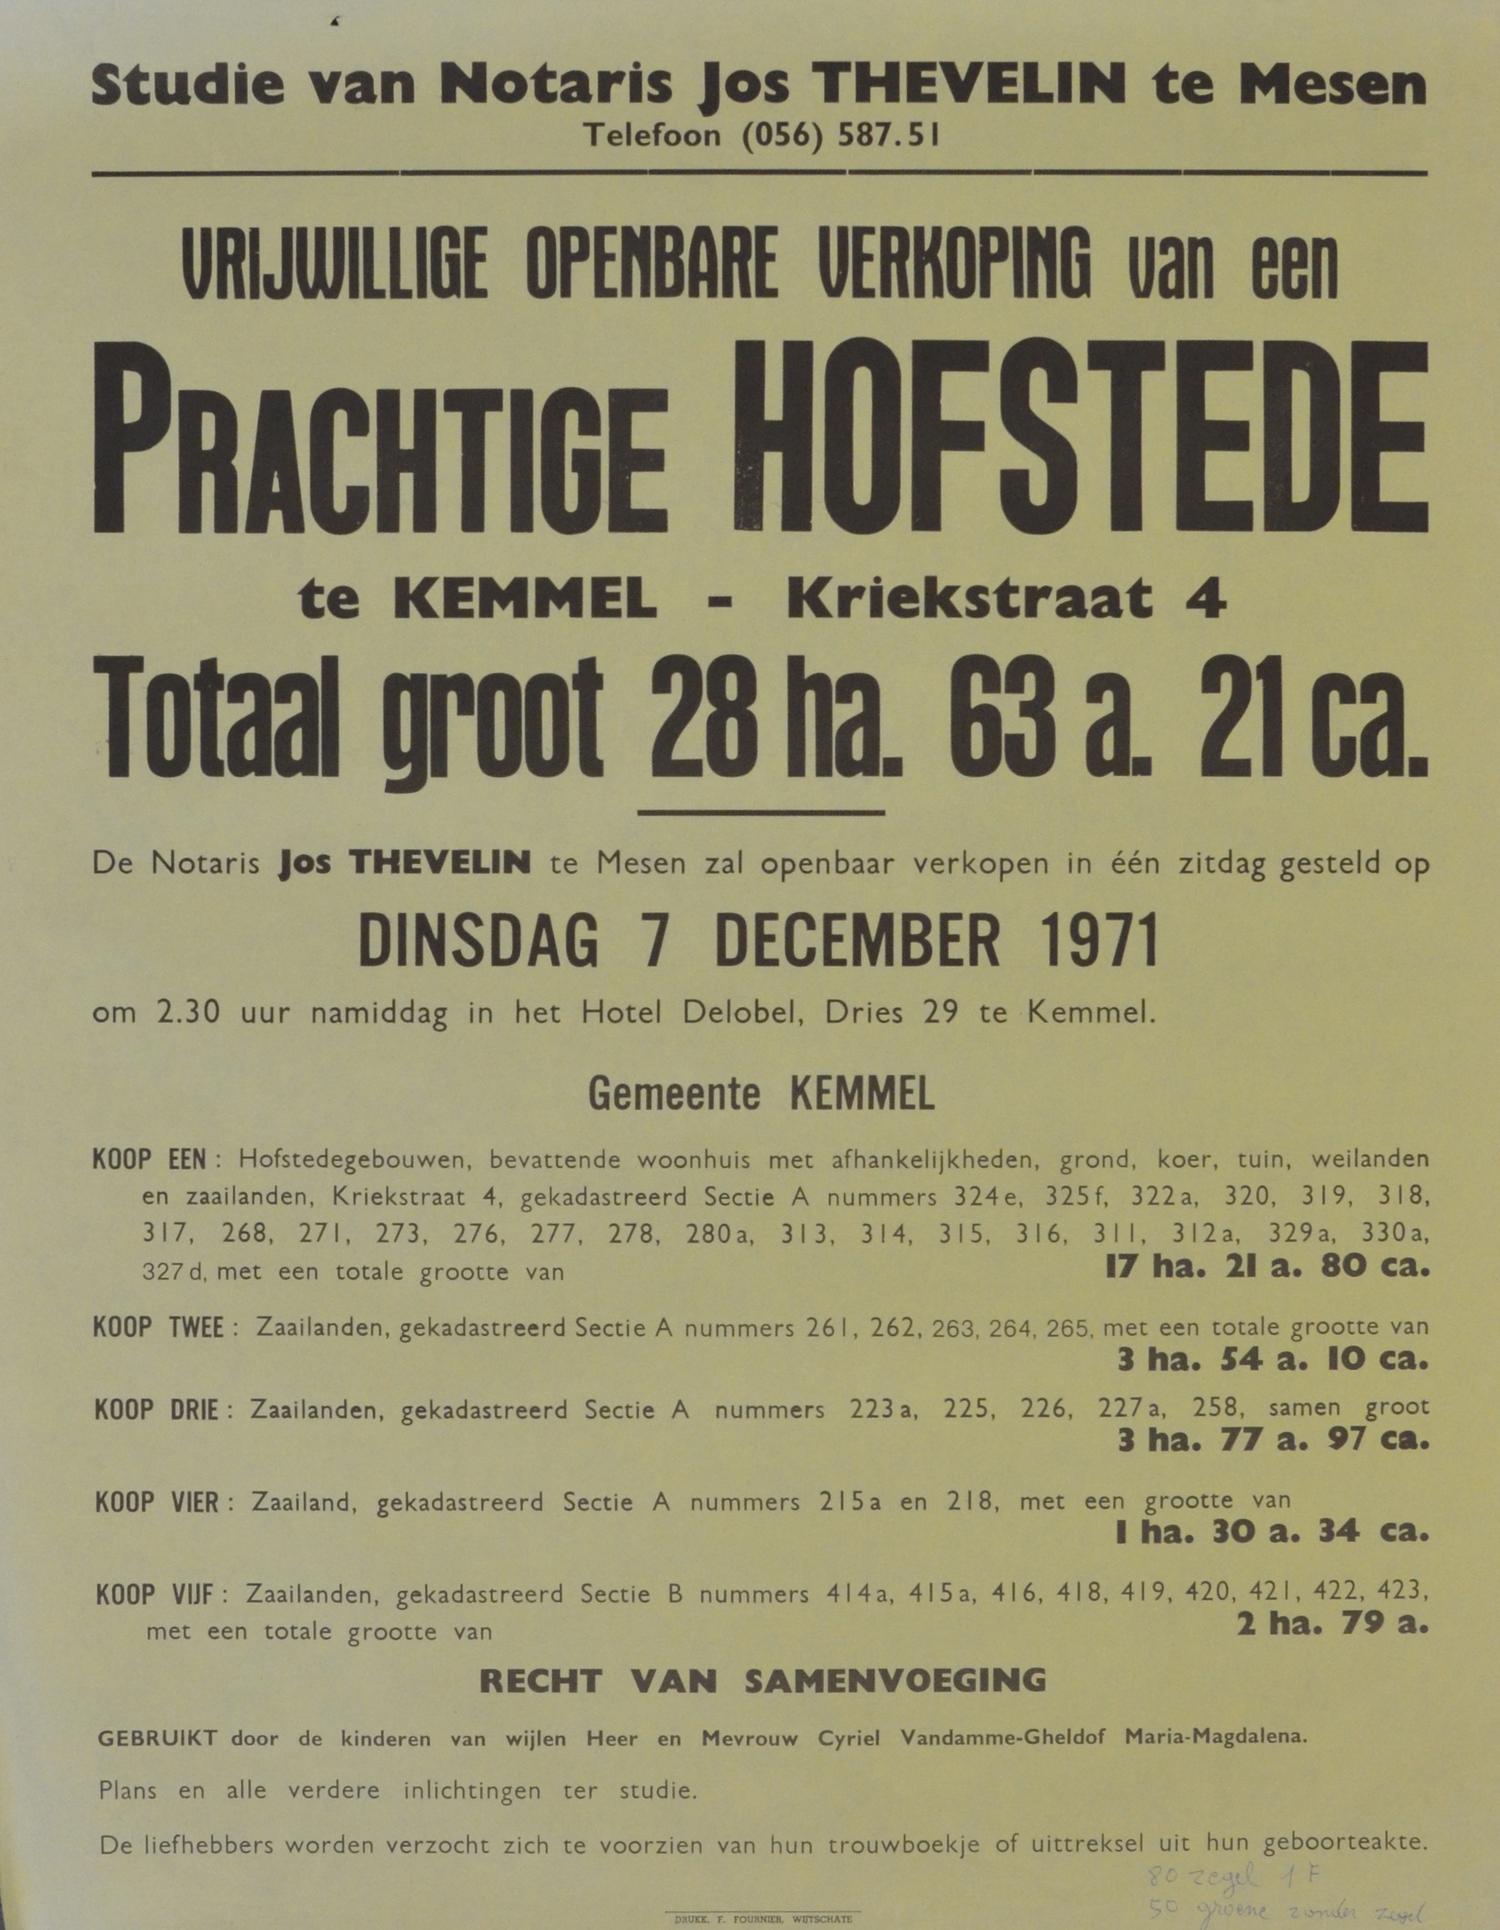 Studie van Notaris Jos THEVELIN te Mesen
Telefoon (056) 587.51
VRIJWILLIGE OPENBARE VERKOPING van een
PRACHTIGE HOFSTEDE
te KEMMEL - Kriekstraat 4
Totaal groot 28 ha. 63 a. 21 ca.
De Notaris Jos THEVELIN te Mesen zal openbaar verkopen in één zitdag gesteld op
DINSDAG 7 DECEMBER 1971
om 2.30 uur namiddag in het Hotel Delobel, Dries 29 te Kemmel.
Gemeente KEMMEL
KOOP EEN : Hofstedegebouwen, bevattende woonhuis met afhankelijkheden, grond, koer, tuin, weilanden
en zaailanden, Kriekstraat 4, gekadastreerd Sectie A nummers 324e, 325f, 322a, 320, 319, 318,
317, 268, 271, 273, 276, 277, 278, 280a, 313, 314, 315, 316, 311, 312a, 329a, 330a,
327d, met een totale grootte van 17 ha. 21 a. 80 ca.
KOOP TWEE : Zaailanden, gekadastreerd Sectie A nummers 261, 262, 263, 264, 265, met een totale grootte van
3 ha. 54 a. 10 ca.
KOOP DRIE : Zaailanden, gekadastreerd Sectie A nummers 223a, 225, 226, 227a, 258, samen groot
3 ha. 77 a. 97 ca.
KOOP VIER : Zaailand, gekadastreerd Sectie A nummers 215a en 218, met een grootte van
1 ha. 30 a. 34 ca.
KOOP VIJF : Zaailanden, gekadastreerd Sectie B nummers 414a, 415a, 416, 418, 419, 420, 421, 422, 423,
met een totale grootte van 2 ha. 79 a.
RECHT VAN SAMENVOEGING
GEBRUIKT door de kinderen van wijlen Heer en Mevrouw Cyriel Vandamme-Gheldof Maria-Magdalena.
Plans en alle verdere inlichtingen ter studie.
De liefhebbers worden verzocht zich te voorzien van hun trouwboekje of uittreksel uit hun geboorteakte.
80 zegel 1 F
50 groene zonder zegel
DRUKK. F. FOURNIER, WIJTSCHATE